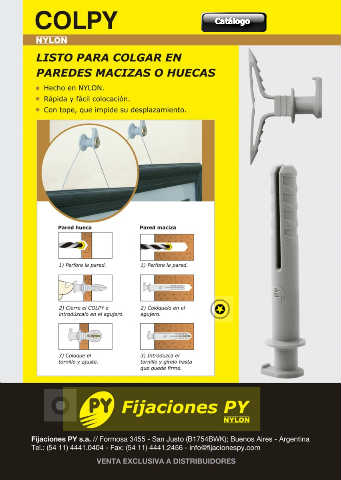 COLPY
Catálogo
NYLON
LISTO PARA COLGAR EN
PAREDES MACIZAS O HUECAS
Hecho en NYLON.
Rápida y fácil colocación.
Con tope, que impide su desplazamiento.
Pared hueca
Pared maciza
1) Perfore la pared.
1) Perfore la pared.
2) Cierre el COLPY e
introdúzcalo en el agujero.
2) Colóquelo en el
agujero.
3) Coloque el
tornillo y ajuste.
3) Introduzca el
tornillo y gírelo hasta
que quede firme.
PY Fijaciones PY
NYLON
Fijaciones PY s.a. // Formosa 3455 - San Justo (B1754BWK); Buenos Aires - Argentina
Tel.: (54 11) 4441.0404 - Fax: (54 11) 4441.2456 - info@fijacionespy.com
VENTA EXCLUSIVA A DISTRIBUIDORES